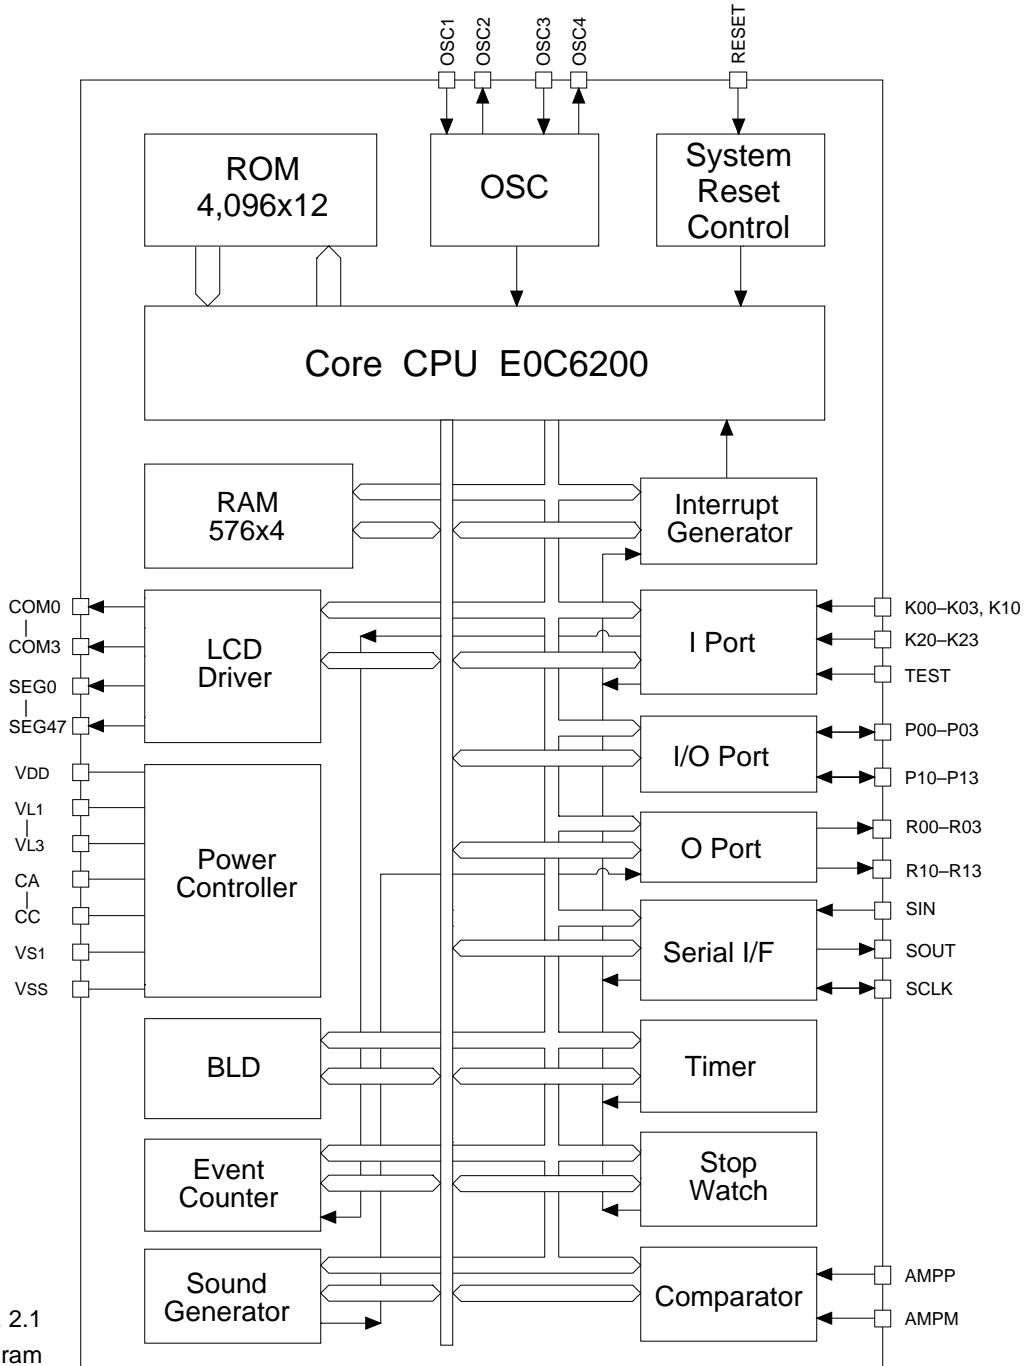 OSC1
OSC2
OSC3
OSC4
RESET
ROM
4,096x12
OSC
System
Reset
Control
Core CPU E0C6200
RAM
576x4
Interrupt
Generator
COM0
COM3
SEG0
SEG47
LCD
Driver
I Port
K00–K03, K10
K20–K23
TEST
I/O Port
P00–P03
P10–P13
VDD
VL1
VL3
CA
CC
VS1
VSS
Power
Controller
O Port
R00–R03
R10–R13
Serial I/F
SIN
SOUT
SCLK
BLD
Timer
Event
Counter
Stop
Watch
Sound
Generator
Comparator
AMPP
AMPM
2.1
ram